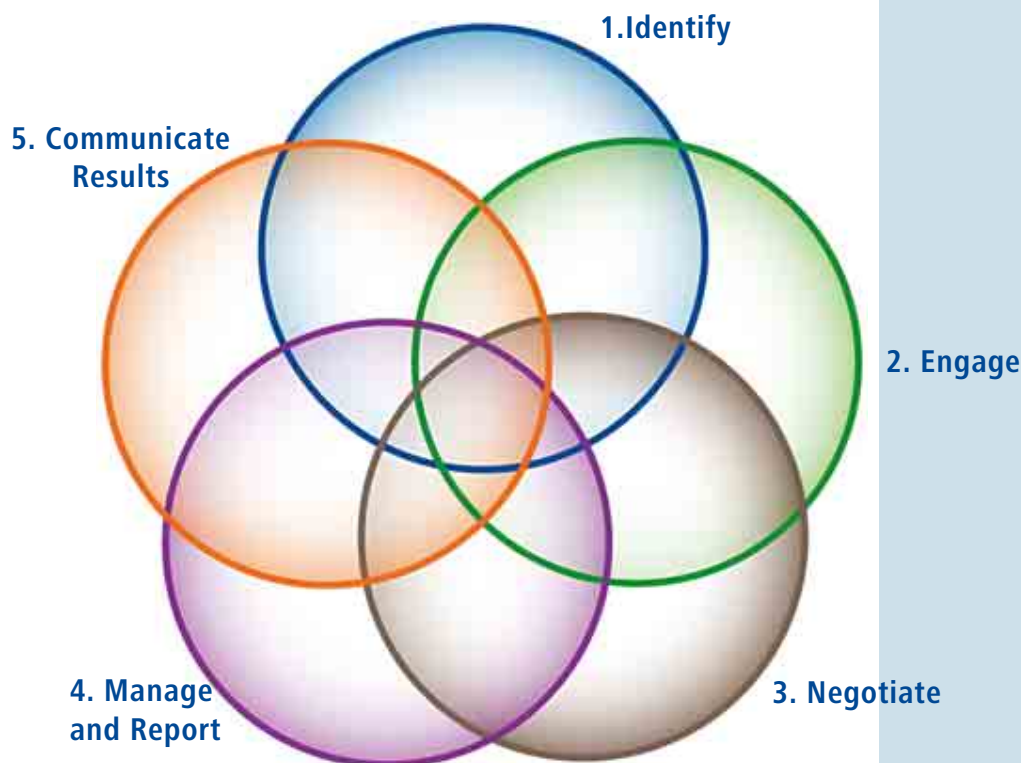 1.Identify
5. Communicate
Results
2. Engage
4. Manage
and Report
3. Negotiate